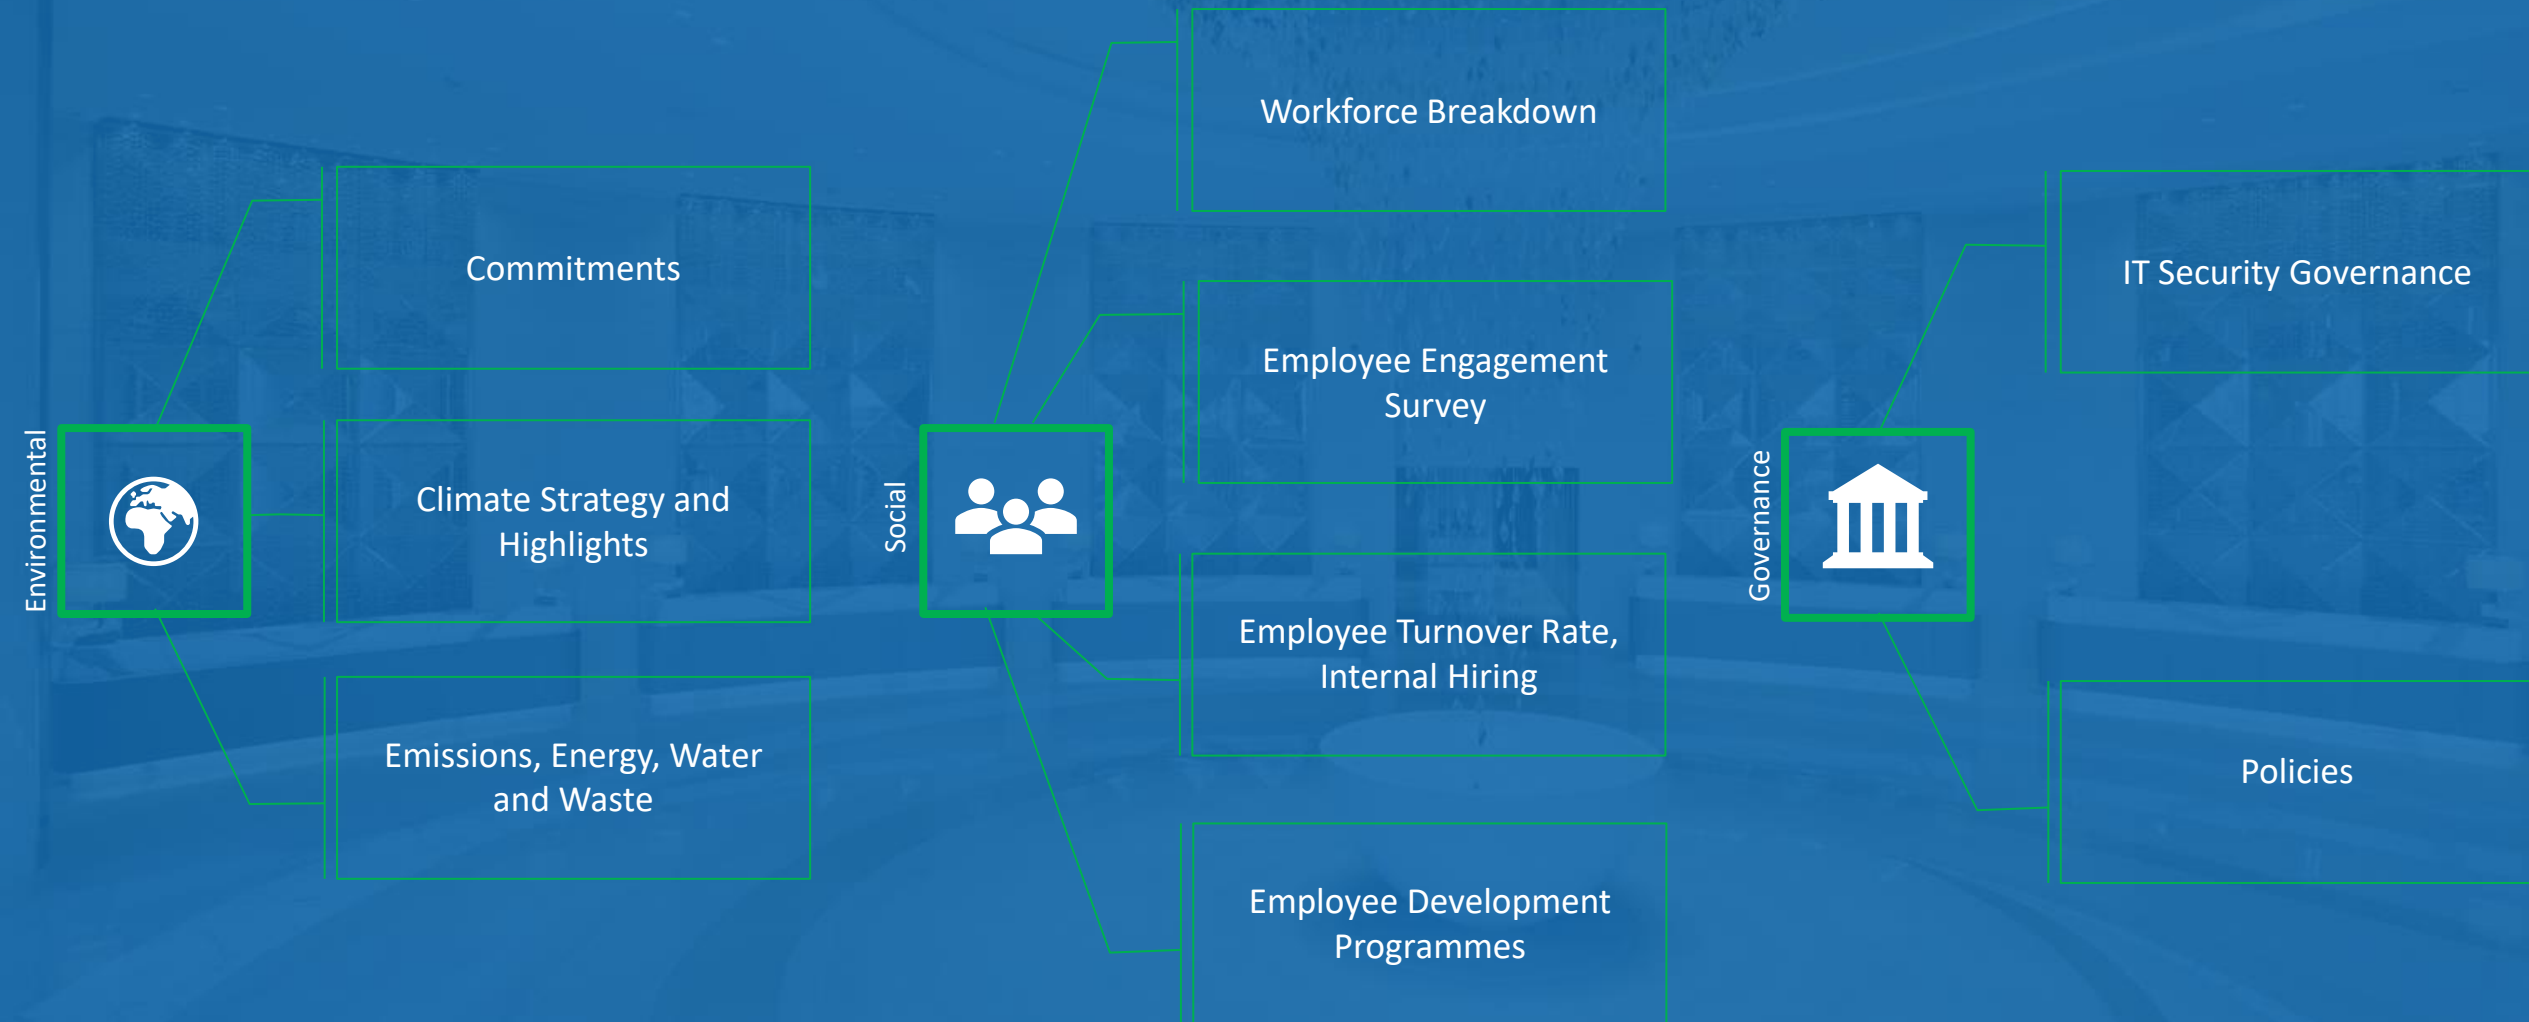 Environmental
Commitments
Climate Strategy and
Highlights
Emissions, Energy, Water
and Waste
Social
Workforce Breakdown
Employee Engagement
Survey
Employee Turnover Rate,
Internal Hiring
Employee Development
Programmes
Governance
IT Security Governance
Policies